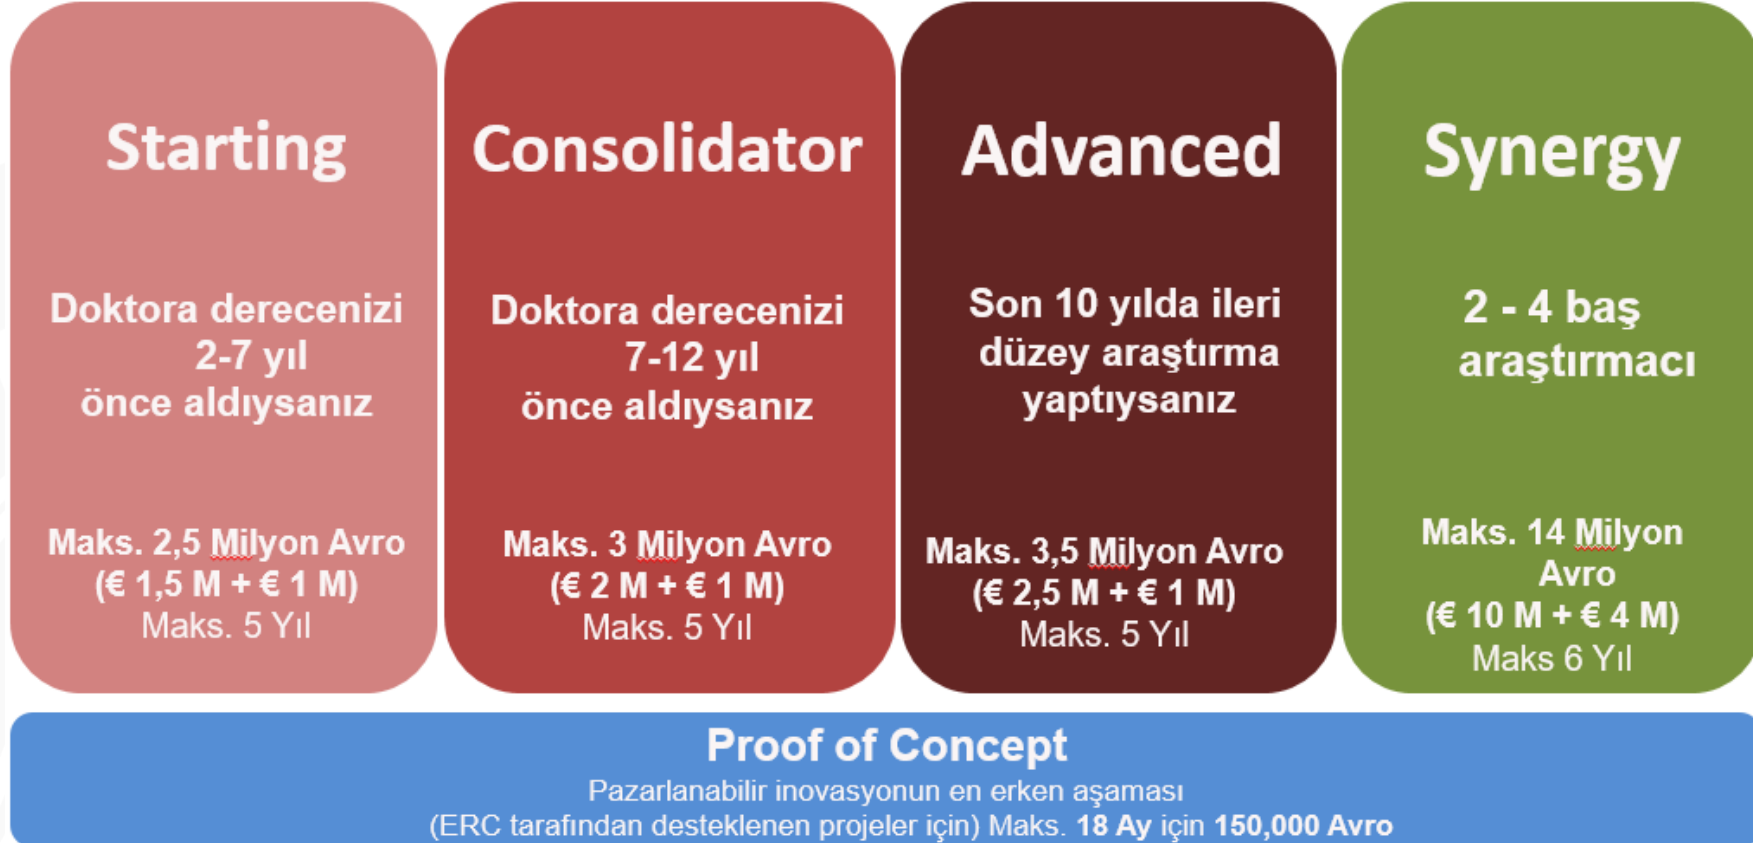 Starting
Doktora derecenizi
2-7 yıl
önce aldıysanız
Maks. 2,5 Milyon Avro
(€ 1,5 M + € 1 M)
Maks. 5 Yıl
Consolidator
Doktora derecenizi
7-12 yıl
önce aldıysanız
Maks. 3 Milyon Avro
(€ 2 M + € 1 M)
Maks. 5 Yıl
Advanced
Son 10 yılda ileri
düzey araştırma
yaptıysanız
Maks. 3,5 Milyon Avro
(€ 2,5 M + € 1 M)
Maks. 5 Yıl
Synergy
2 - 4 baş
araştırmacı
Maks. 14 Milyon
Avro
(€ 10 M + € 4 M)
Maks 6 Yıl
Proof of Concept
Pazarlanabilir inovasyonun en erken aşaması
(ERC tarafından desteklenen projeler için) Maks. 18 Ay için 150,000 Avro